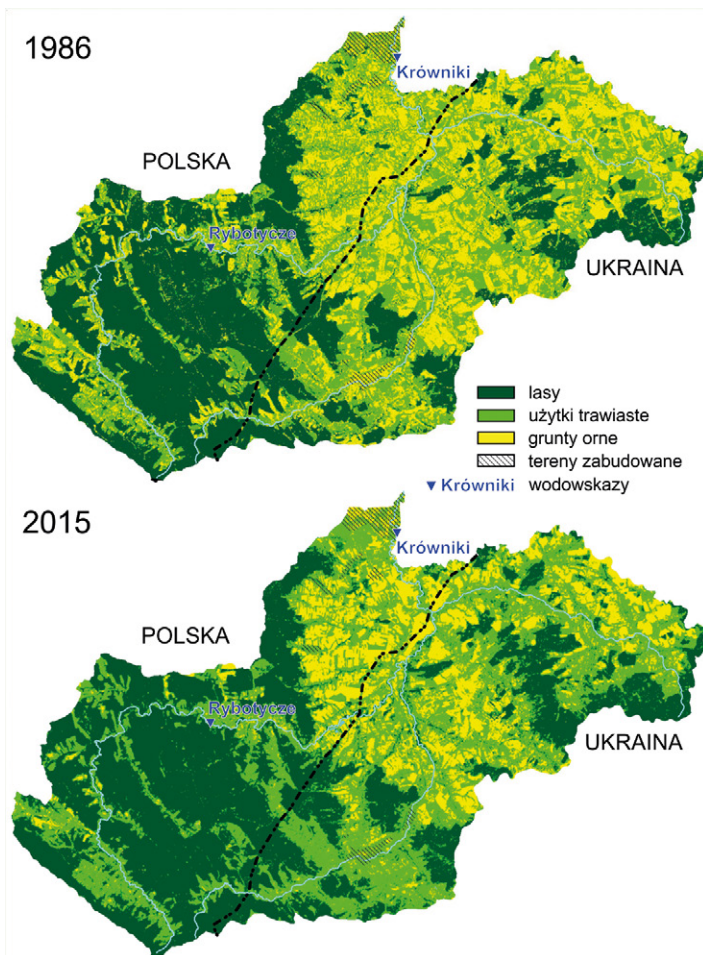 1986
Krówniki
POLSKA
Rybotycze
UKRAINA
lasy
użytki trawiaste
grunty orne
tereny zabudowane
Krówniki wodowskazy
2015
Krówniki
POLSKA
Rybotycze
UKRAINA